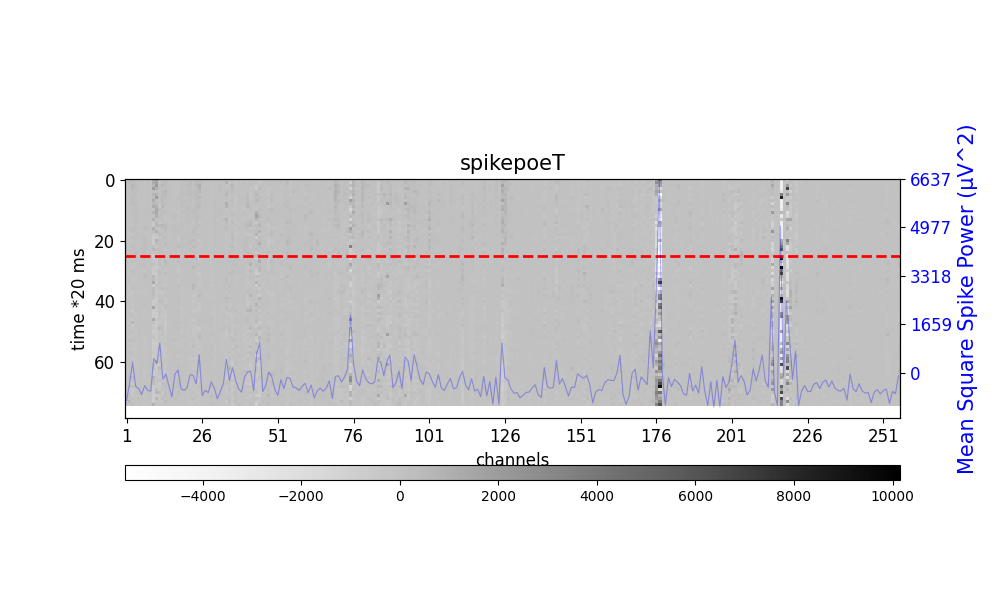 spikepoeT
0
20
40
60
time *20 ms
6637
4977
3318
1659
0
Mean Square Spike Power (μV^2)
1 26 51 76 101 126 151 176 201 226 251
channels
−4000 −2000 0 2000 4000 6000 8000 10000